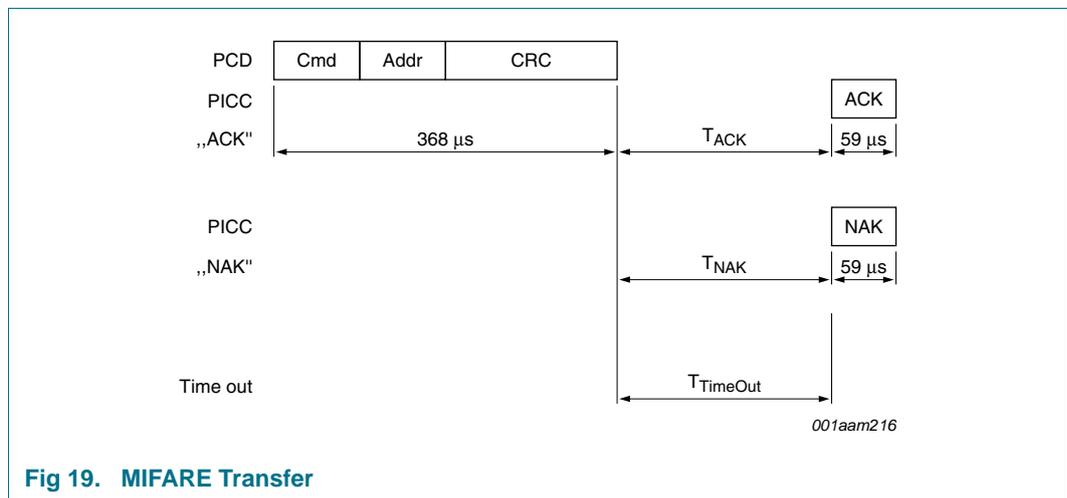 PCD Cmd Addr CRC
PICC ACK
,,ACK" 368 μs TACK 59 μs
PICC NAK
,,NAK" TNAK 59 μs
Time out TTimeOut
001aam216
Fig 19. MIFARE Transfer